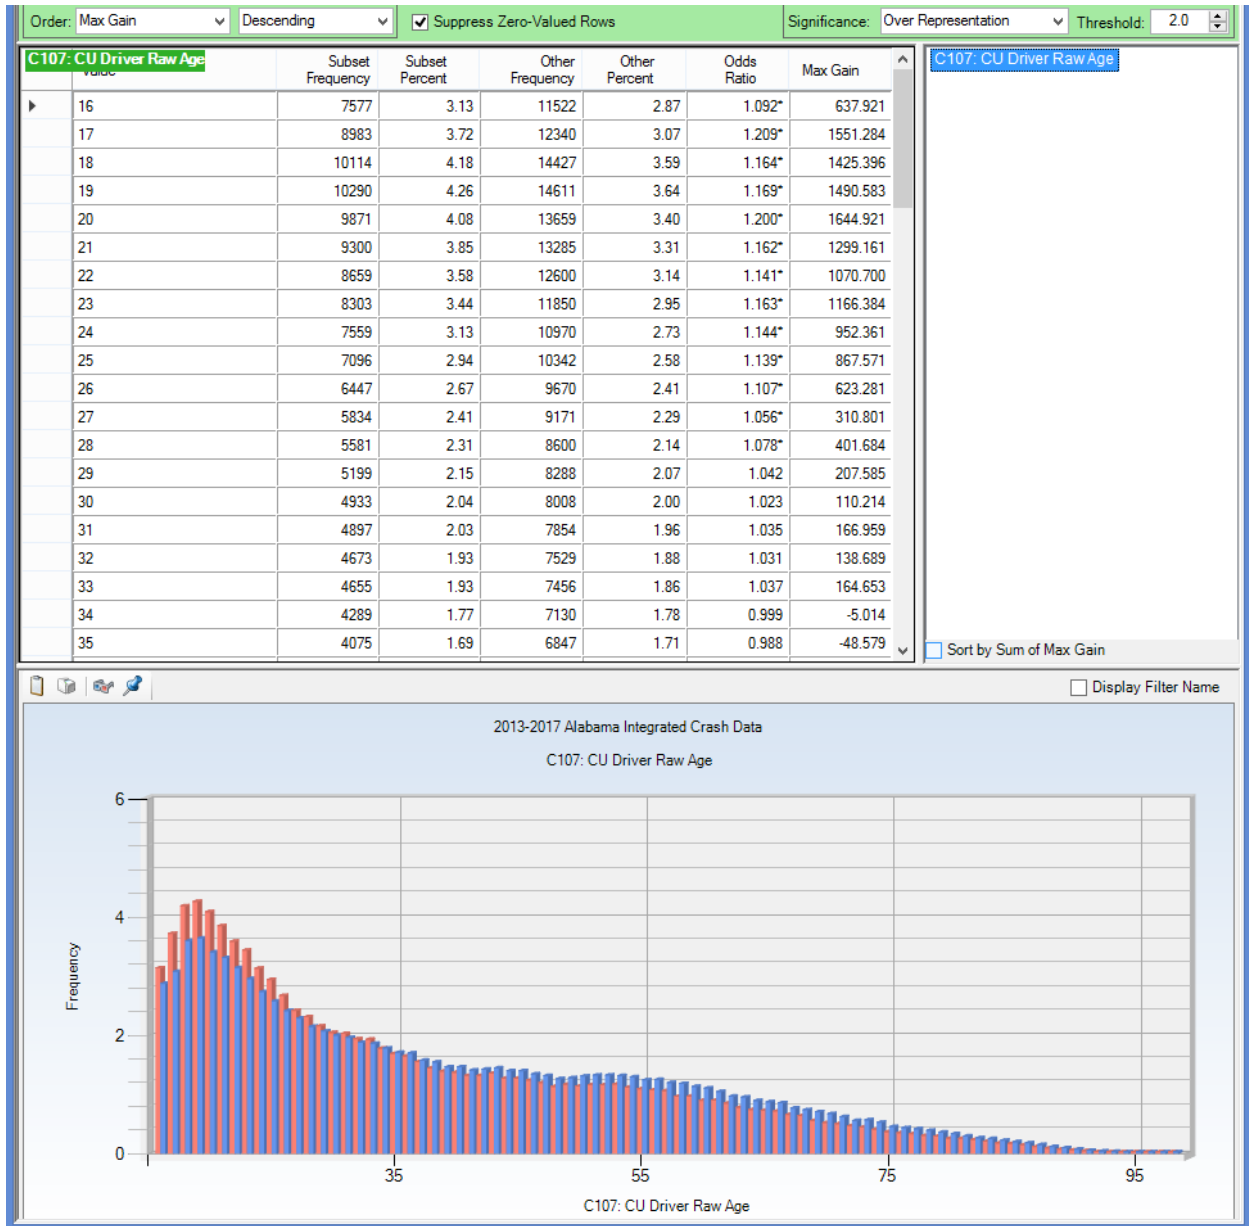 Order: Max Gain Descending Suppress Zero-Valued Rows Significance: Over Representation Threshold: 2.0
C107: CU Driver Raw Age Subset Frequency Subset Percent Other Frequency Other Percent Odds Ratio Max Gain
16 7577 3.13 11522 2.87 1.092* 637.921
17 8983 3.72 12340 3.07 1.209* 1551.284
18 10114 4.18 14427 3.59 1.164* 1425.396
19 10290 4.26 14611 3.64 1.169* 1490.583
20 9871 4.08 13659 3.40 1.200* 1644.921
21 9300 3.85 13285 3.31 1.162* 1299.161
22 8659 3.58 12600 3.14 1.141* 1070.700
23 8303 3.44 11850 2.95 1.163* 1166.384
24 7559 3.13 10970 2.73 1.144* 952.361
25 7096 2.94 10342 2.58 1.139* 867.571
26 6447 2.67 9670 2.41 1.107* 623.281
27 5834 2.41 9171 2.29 1.056* 310.801
28 5581 2.31 8600 2.14 1.078* 401.684
29 5199 2.15 8288 2.07 1.042 207.585
30 4933 2.04 8008 2.00 1.023 110.214
31 4897 2.03 7854 1.96 1.035 166.959
32 4673 1.93 7529 1.88 1.031 138.689
33 4655 1.93 7456 1.86 1.037 164.653
34 4289 1.77 7130 1.78 0.999 -5.014
35 4075 1.69 6847 1.71 0.988 -48.579
C107: CU Driver Raw Age
Sort by Sum of Max Gain
Display Filter Name
2013-2017 Alabama Integrated Crash Data
C107: CU Driver Raw Age
6
4
2
0
Frequency
35 55 75 95
C107: CU Driver Raw Age